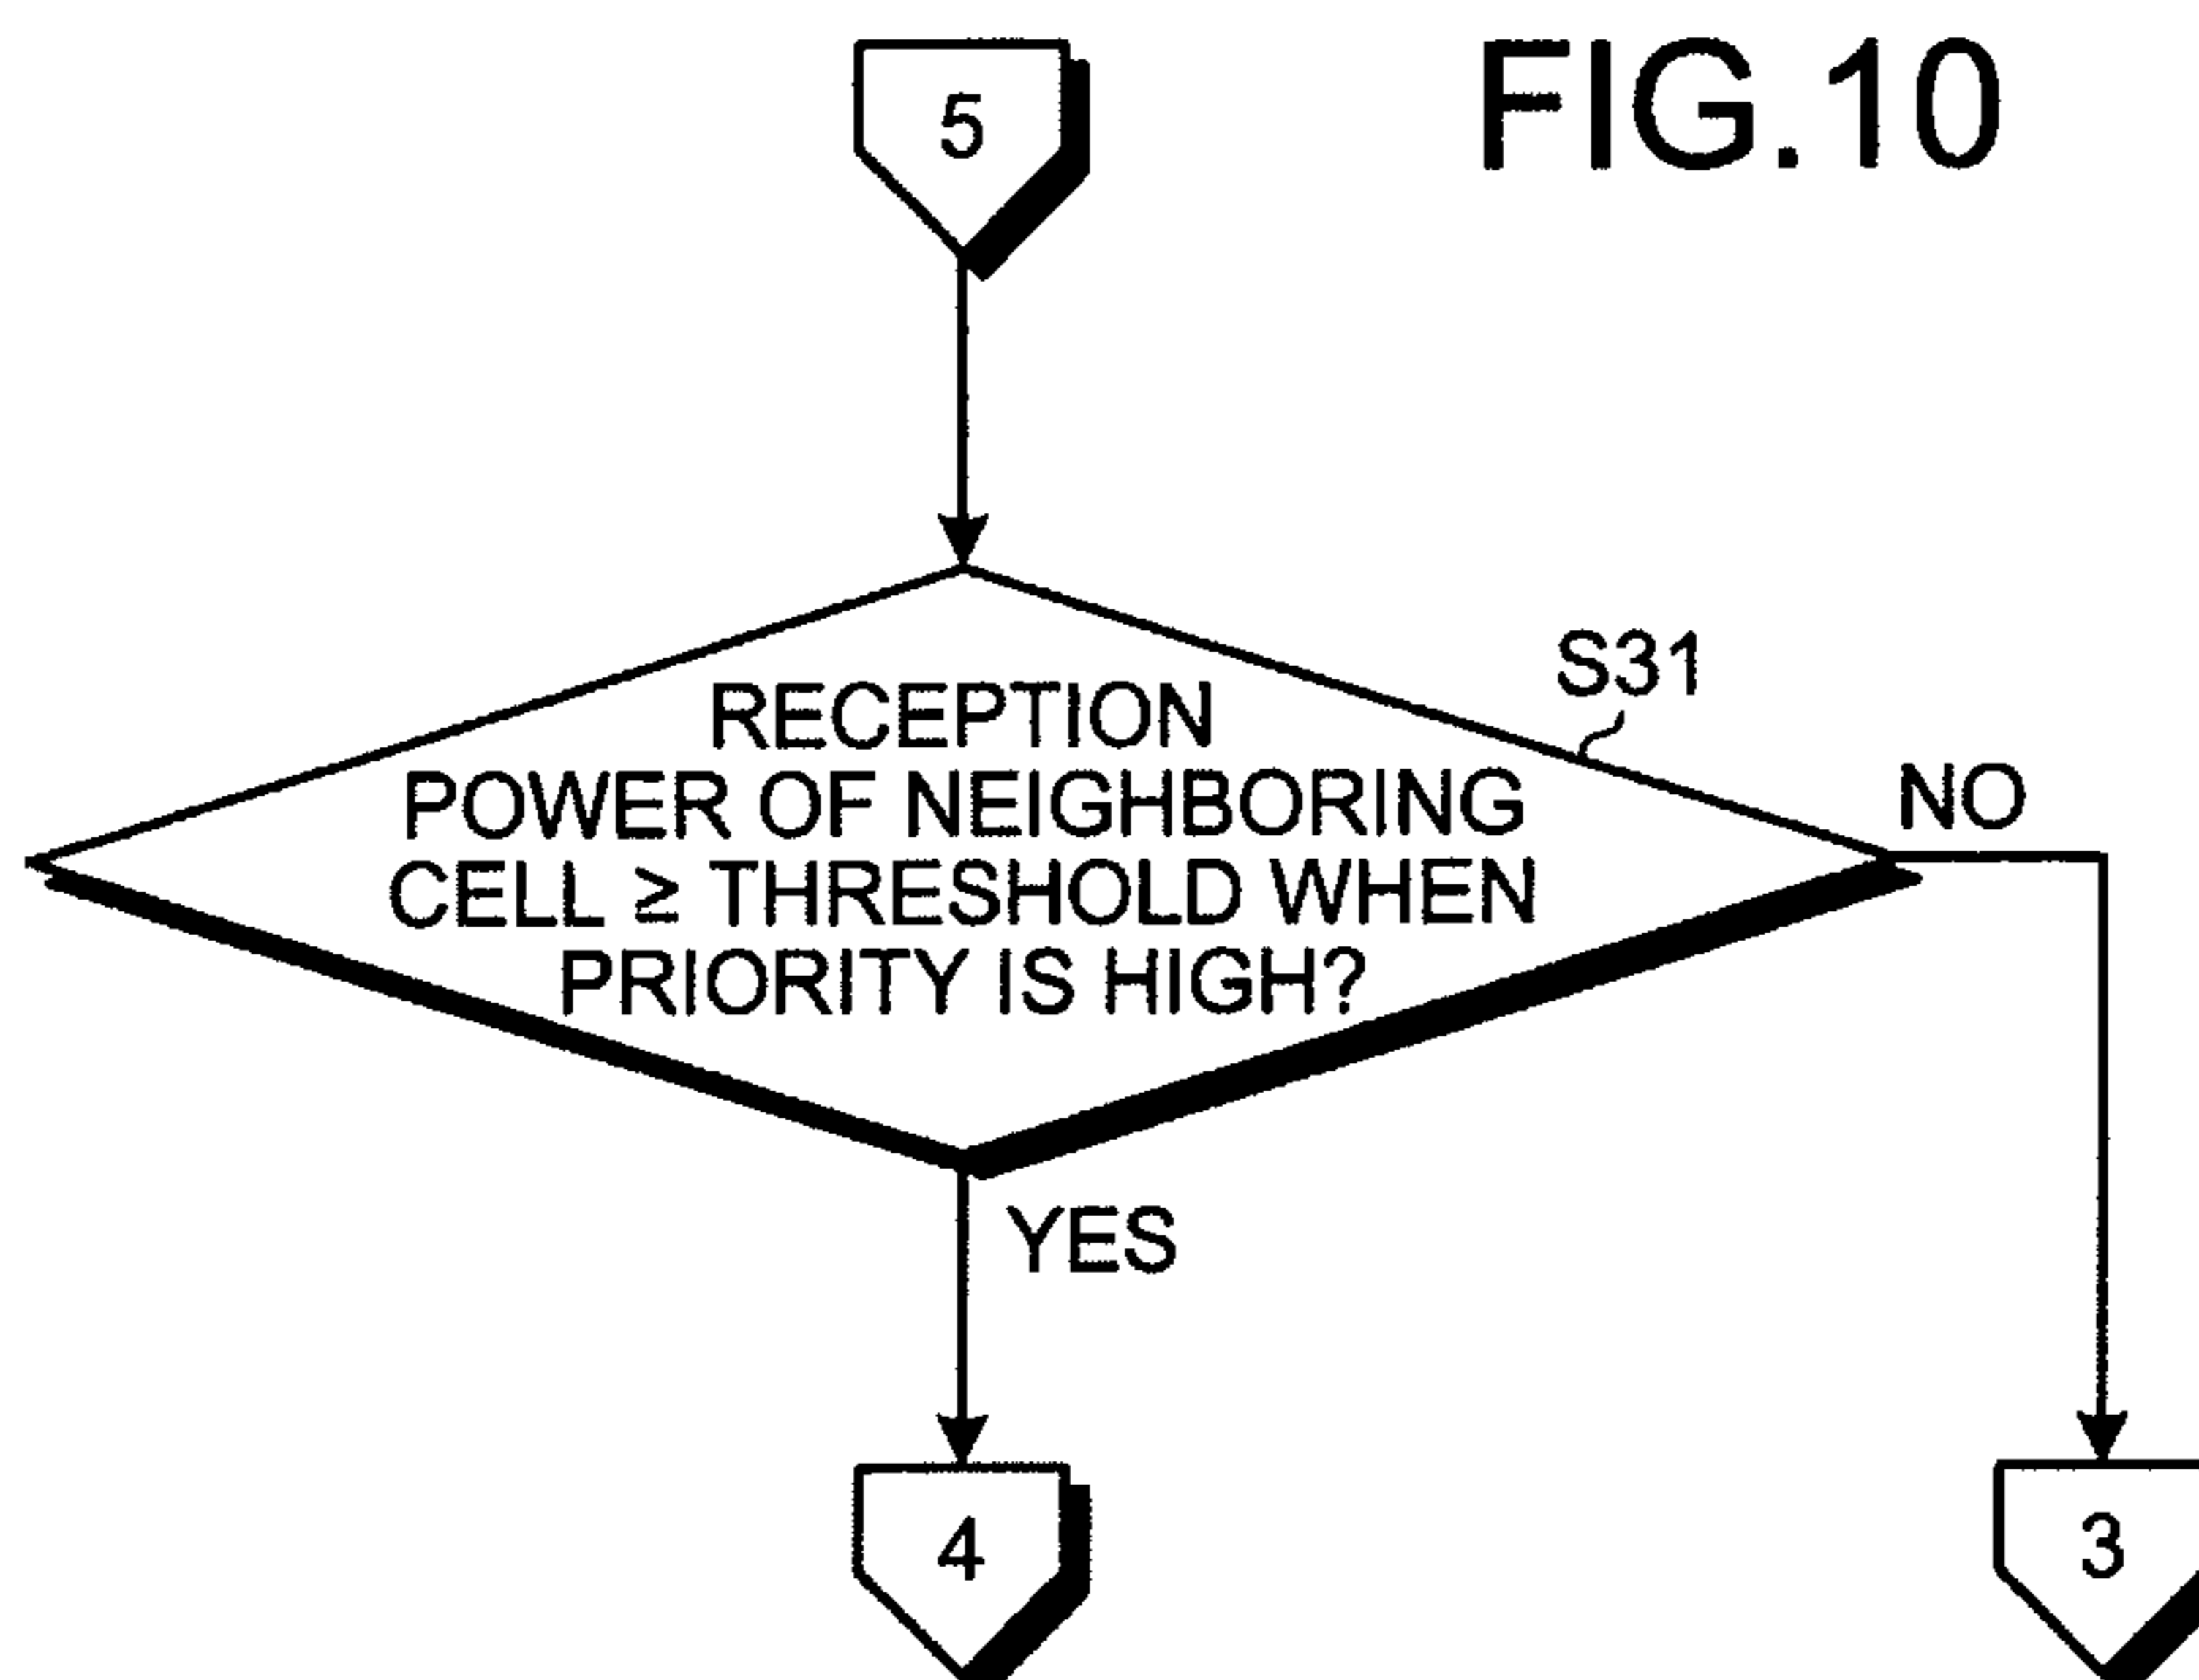 FIG.10
5
S31
RECEPTION
POWER OF NEIGHBORING
CELL ≥ THRESHOLD WHEN
PRIORITY IS HIGH?
NO
YES
4
3